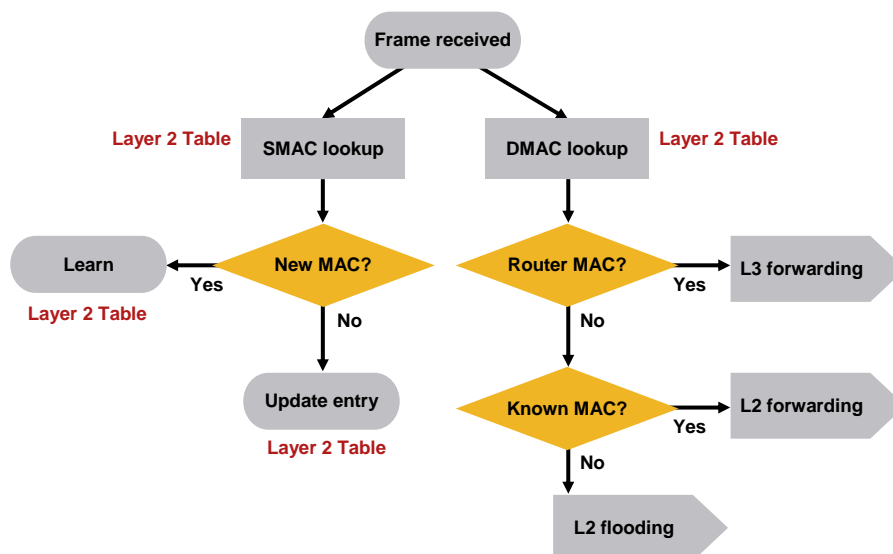 Frame received
Layer 2 Table
SMAC lookup
DMAC lookup
Layer 2 Table
Learn
Yes
New MAC?
Router MAC?
Yes
L3 forwarding
Layer 2 Table
No
No
Update entry
Known MAC?
Yes
L2 forwarding
Layer 2 Table
No
L2 flooding